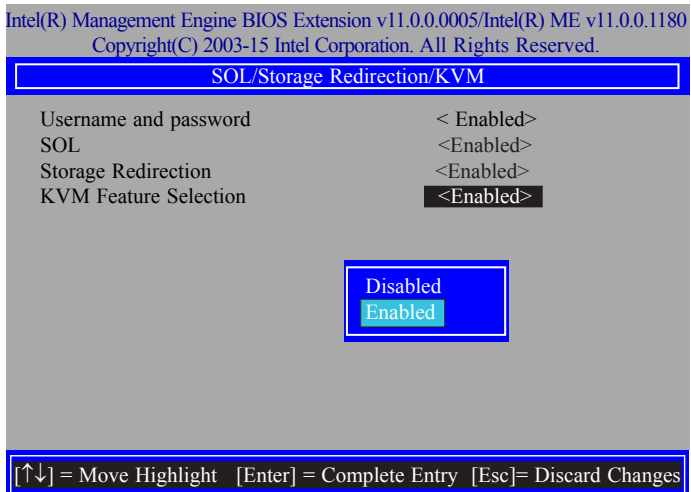 Intel(R) Management Engine BIOS Extension v11.0.0.0005/Intel(R) ME v11.0.0.1180
Copyright(C) 2003-15 Intel Corporation. All Rights Reserved.
SOL/Storage Redirection/KVM
Username and password < Enabled>
SOL <Enabled>
Storage Redirection <Enabled>
KVM Feature Selection <Enabled>
Disabled
Enabled
[↑↓] = Move Highlight [Enter] = Complete Entry [Esc]= Discard Changes